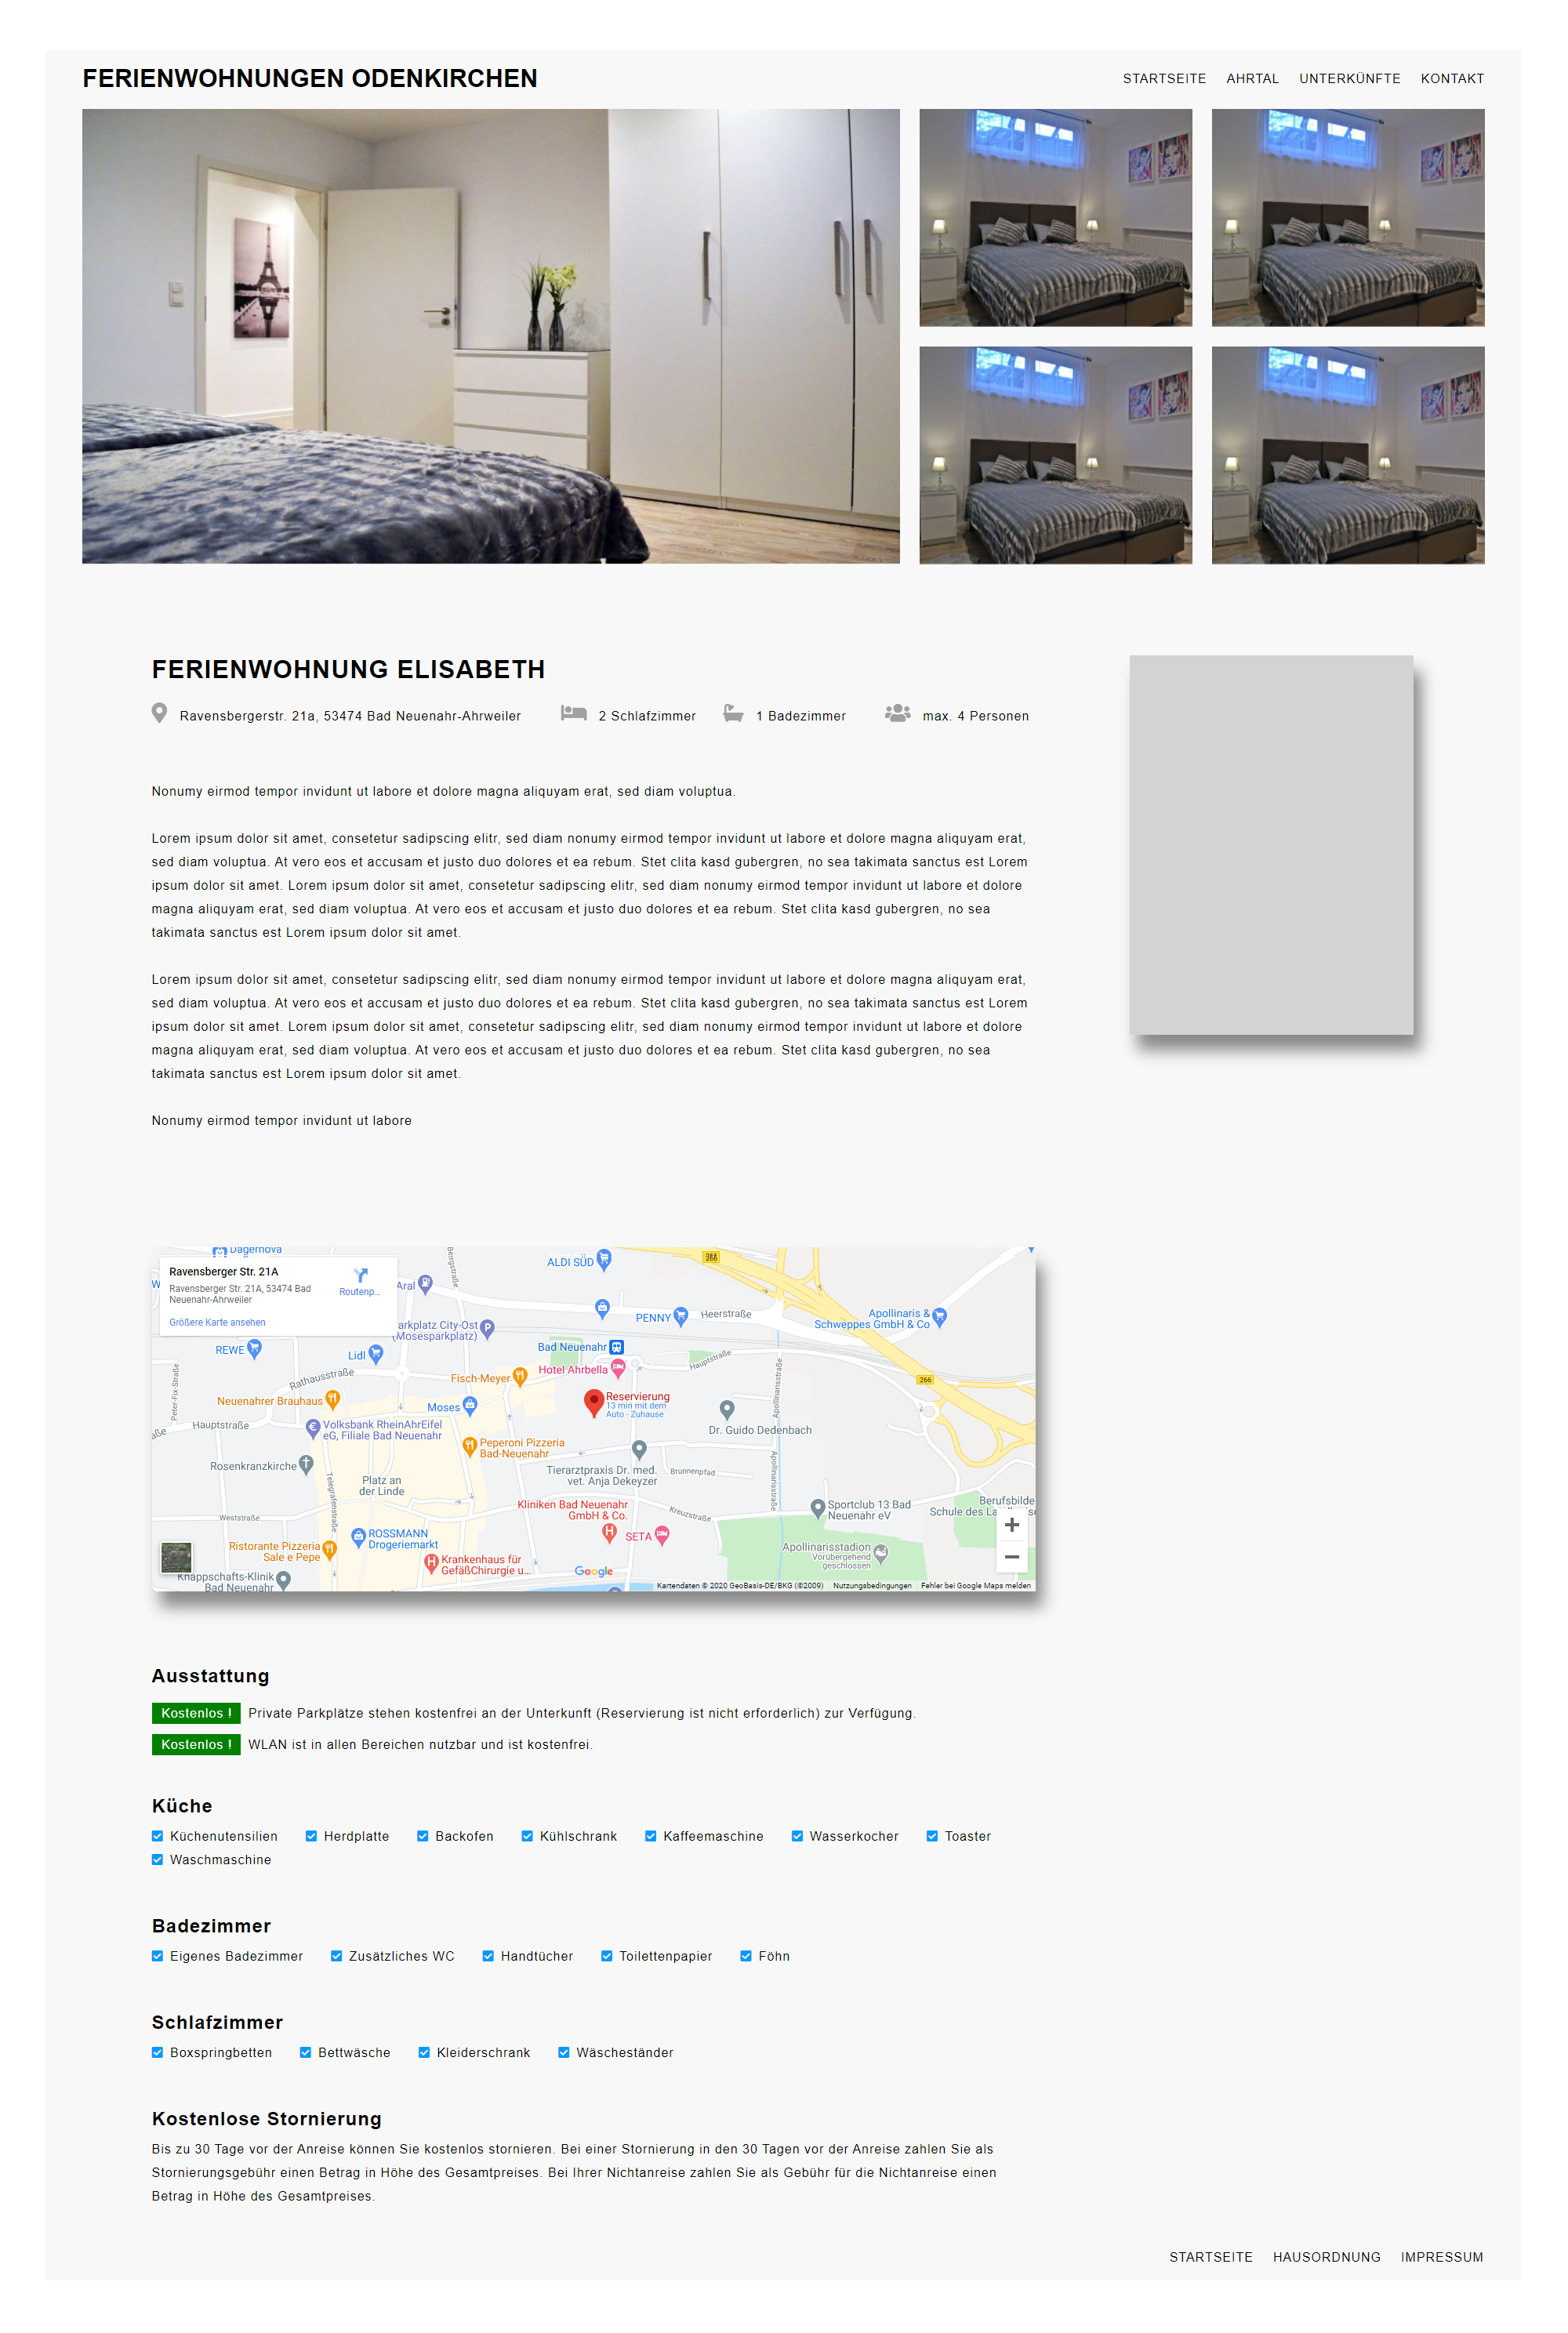 FERIENWOHNUNGEN ODENKIRCHEN
STARTSEITE AHRTAL UNTERKÜNFTE KONTAKT
FERIENWOHNUNG ELISABETH
Ravensbergerstr. 21a, 53474 Bad Neuenahr-Ahrweiler 2 Schlafzimmer 1 Badezimmer max. 4 Personen
Nonumy eirmod tempor invidunt ut labore et dolore magna aliquyam erat, sed diam voluptua.
Lorem ipsum dolor sit amet, consetetur sadipscing elitr, sed diam nonumy eirmod tempor invidunt ut labore et dolore magna aliquyam erat,
sed diam voluptua. At vero eos et accusam et justo duo dolores et ea rebum. Stet clita kasd gubergren, no sea takimata sanctus est Lorem
ipsum dolor sit amet. Lorem ipsum dolor sit amet, consetetur sadipscing elitr, sed diam nonumy eirmod tempor invidunt ut labore et dolore
magna aliquyam erat, sed diam voluptua. At vero eos et accusam et justo duo dolores et ea rebum. Stet clita kasd gubergren, no sea
takimata sanctus est Lorem ipsum dolor sit amet.
Lorem ipsum dolor sit amet, consetetur sadipscing elitr, sed diam nonumy eirmod tempor invidunt ut labore et dolore magna aliquyam erat,
sed diam voluptua. At vero eos et accusam et justo duo dolores et ea rebum. Stet clita kasd gubergren, no sea takimata sanctus est Lorem
ipsum dolor sit amet. Lorem ipsum dolor sit amet, consetetur sadipscing elitr, sed diam nonumy eirmod tempor invidunt ut labore et dolore
magna aliquyam erat, sed diam voluptua. At vero eos et accusam et justo duo dolores et ea rebum. Stet clita kasd gubergren, no sea
takimata sanctus est Lorem ipsum dolor sit amet.
Nonumy eirmod tempor invidunt ut labore
Dagernova
Bergstraße
ALDI SÜD
266
Ravensberger Str. 21A
Ravensberger Str. 21A, 53474 Bad
Neuenahr-Ahrweiler
Routenp...
Größere Karte ansehen
Aral
PENNY
Heerstraße
Apollinaris &
Schweppes GmbH & Co
arkplatz City-Ost
(Mosesparkplatz)
REWE
Lidl
Bad Neuenahr
Hotel Ahrbella
Hauptstraße
Peter-Fix-Straße
Rathausstraße
Fisch-Meyer
Apollinarisstraße
266
Neuenahrer Brauhaus
Moses
Reservierung
13 min mit dem
Auto - Zuhause
Hauptstraße
Volksbank RheinAhrEifel
eG, Filiale Bad Neuenahr
Dr. Guido Dedenbach
Peperoni Pizzeria
Bad-Neuenahr
Rosenkranzkirche
Platz an
der Linde
Telegrafenstraße
Tierarztpraxis Dr. med.
vet. Anja Dekeyzer
Brunnenpfad
Apollinarisstraße
Kliniken Bad Neuenahr
GmbH & Co.
Kreuzstraße
Sportclub 13 Bad
Neuenahr eV
Berufsbilde
Schule des La
Weststraße
ROSSMANN
Drogeriemarkt
SETA
Ristorante Pizzeria
Sale e Pepe
Krankenhaus für
GefäßChirurgie u...
Apollinarisstadion
Vorübergehend
geschlossen
Knappschafts-Klinik
Bad Neuenahr
Google
Kartendaten © 2020 GeoBasis-DE/BKG (©2009) Nutzungsbedingungen Fehler bei Google Maps melden
Ausstattung
Kostenlos ! Private Parkplätze stehen kostenfrei an der Unterkunft (Reservierung ist nicht erforderlich) zur Verfügung.
Kostenlos ! WLAN ist in allen Bereichen nutzbar und ist kostenfrei.
Küche
Küchenutensilien Herdplatte Backofen Kühlschrank Kaffeemaschine Wasserkocher Toaster
Waschmaschine
Badezimmer
Eigenes Badezimmer Zusätzliches WC Handtücher Toilettenpapier Föhn
Schlafzimmer
Boxspringbetten Bettwäsche Kleiderschrank Wäscheständer
Kostenlose Stornierung
Bis zu 30 Tage vor der Anreise können Sie kostenlos stornieren. Bei einer Stornierung in den 30 Tagen vor der Anreise zahlen Sie als
Stornierungsgebühr einen Betrag in Höhe des Gesamtpreises. Bei Ihrer Nichtanreise zahlen Sie als Gebühr für die Nichtanreise einen
Betrag in Höhe des Gesamtpreises.
STARTSEITE HAUSORDNUNG IMPRESSUM